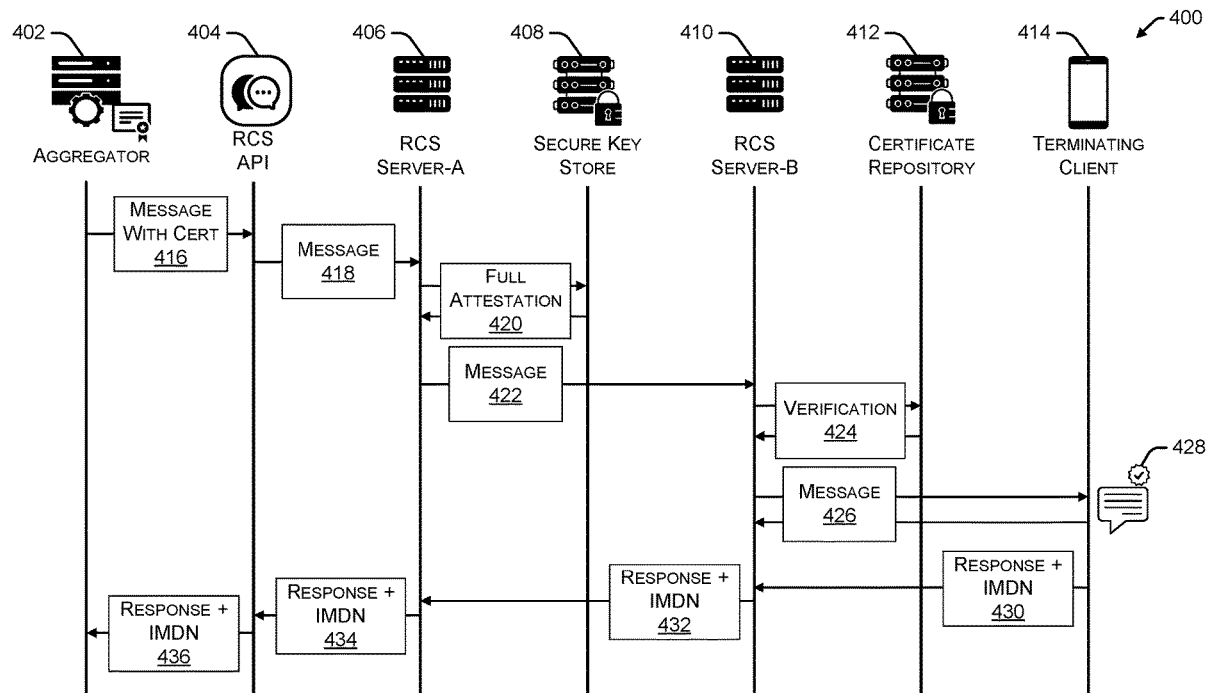 400
402
404
406
408
410
412
414
AGGREGATOR
RCS
API
RCS
SERVER-A
SECURE KEY
STORE
RCS
SERVER-B
CERTIFICATE
REPOSITORY
TERMINATING
CLIENT
MESSAGE
WITH CERT
416
MESSAGE
418
FULL
ATTESTATION
420
MESSAGE
422
VERIFICATION
424
MESSAGE
426
428
RESPONSE +
IMDN
430
RESPONSE +
IMDN
432
RESPONSE +
IMDN
434
RESPONSE +
IMDN
436